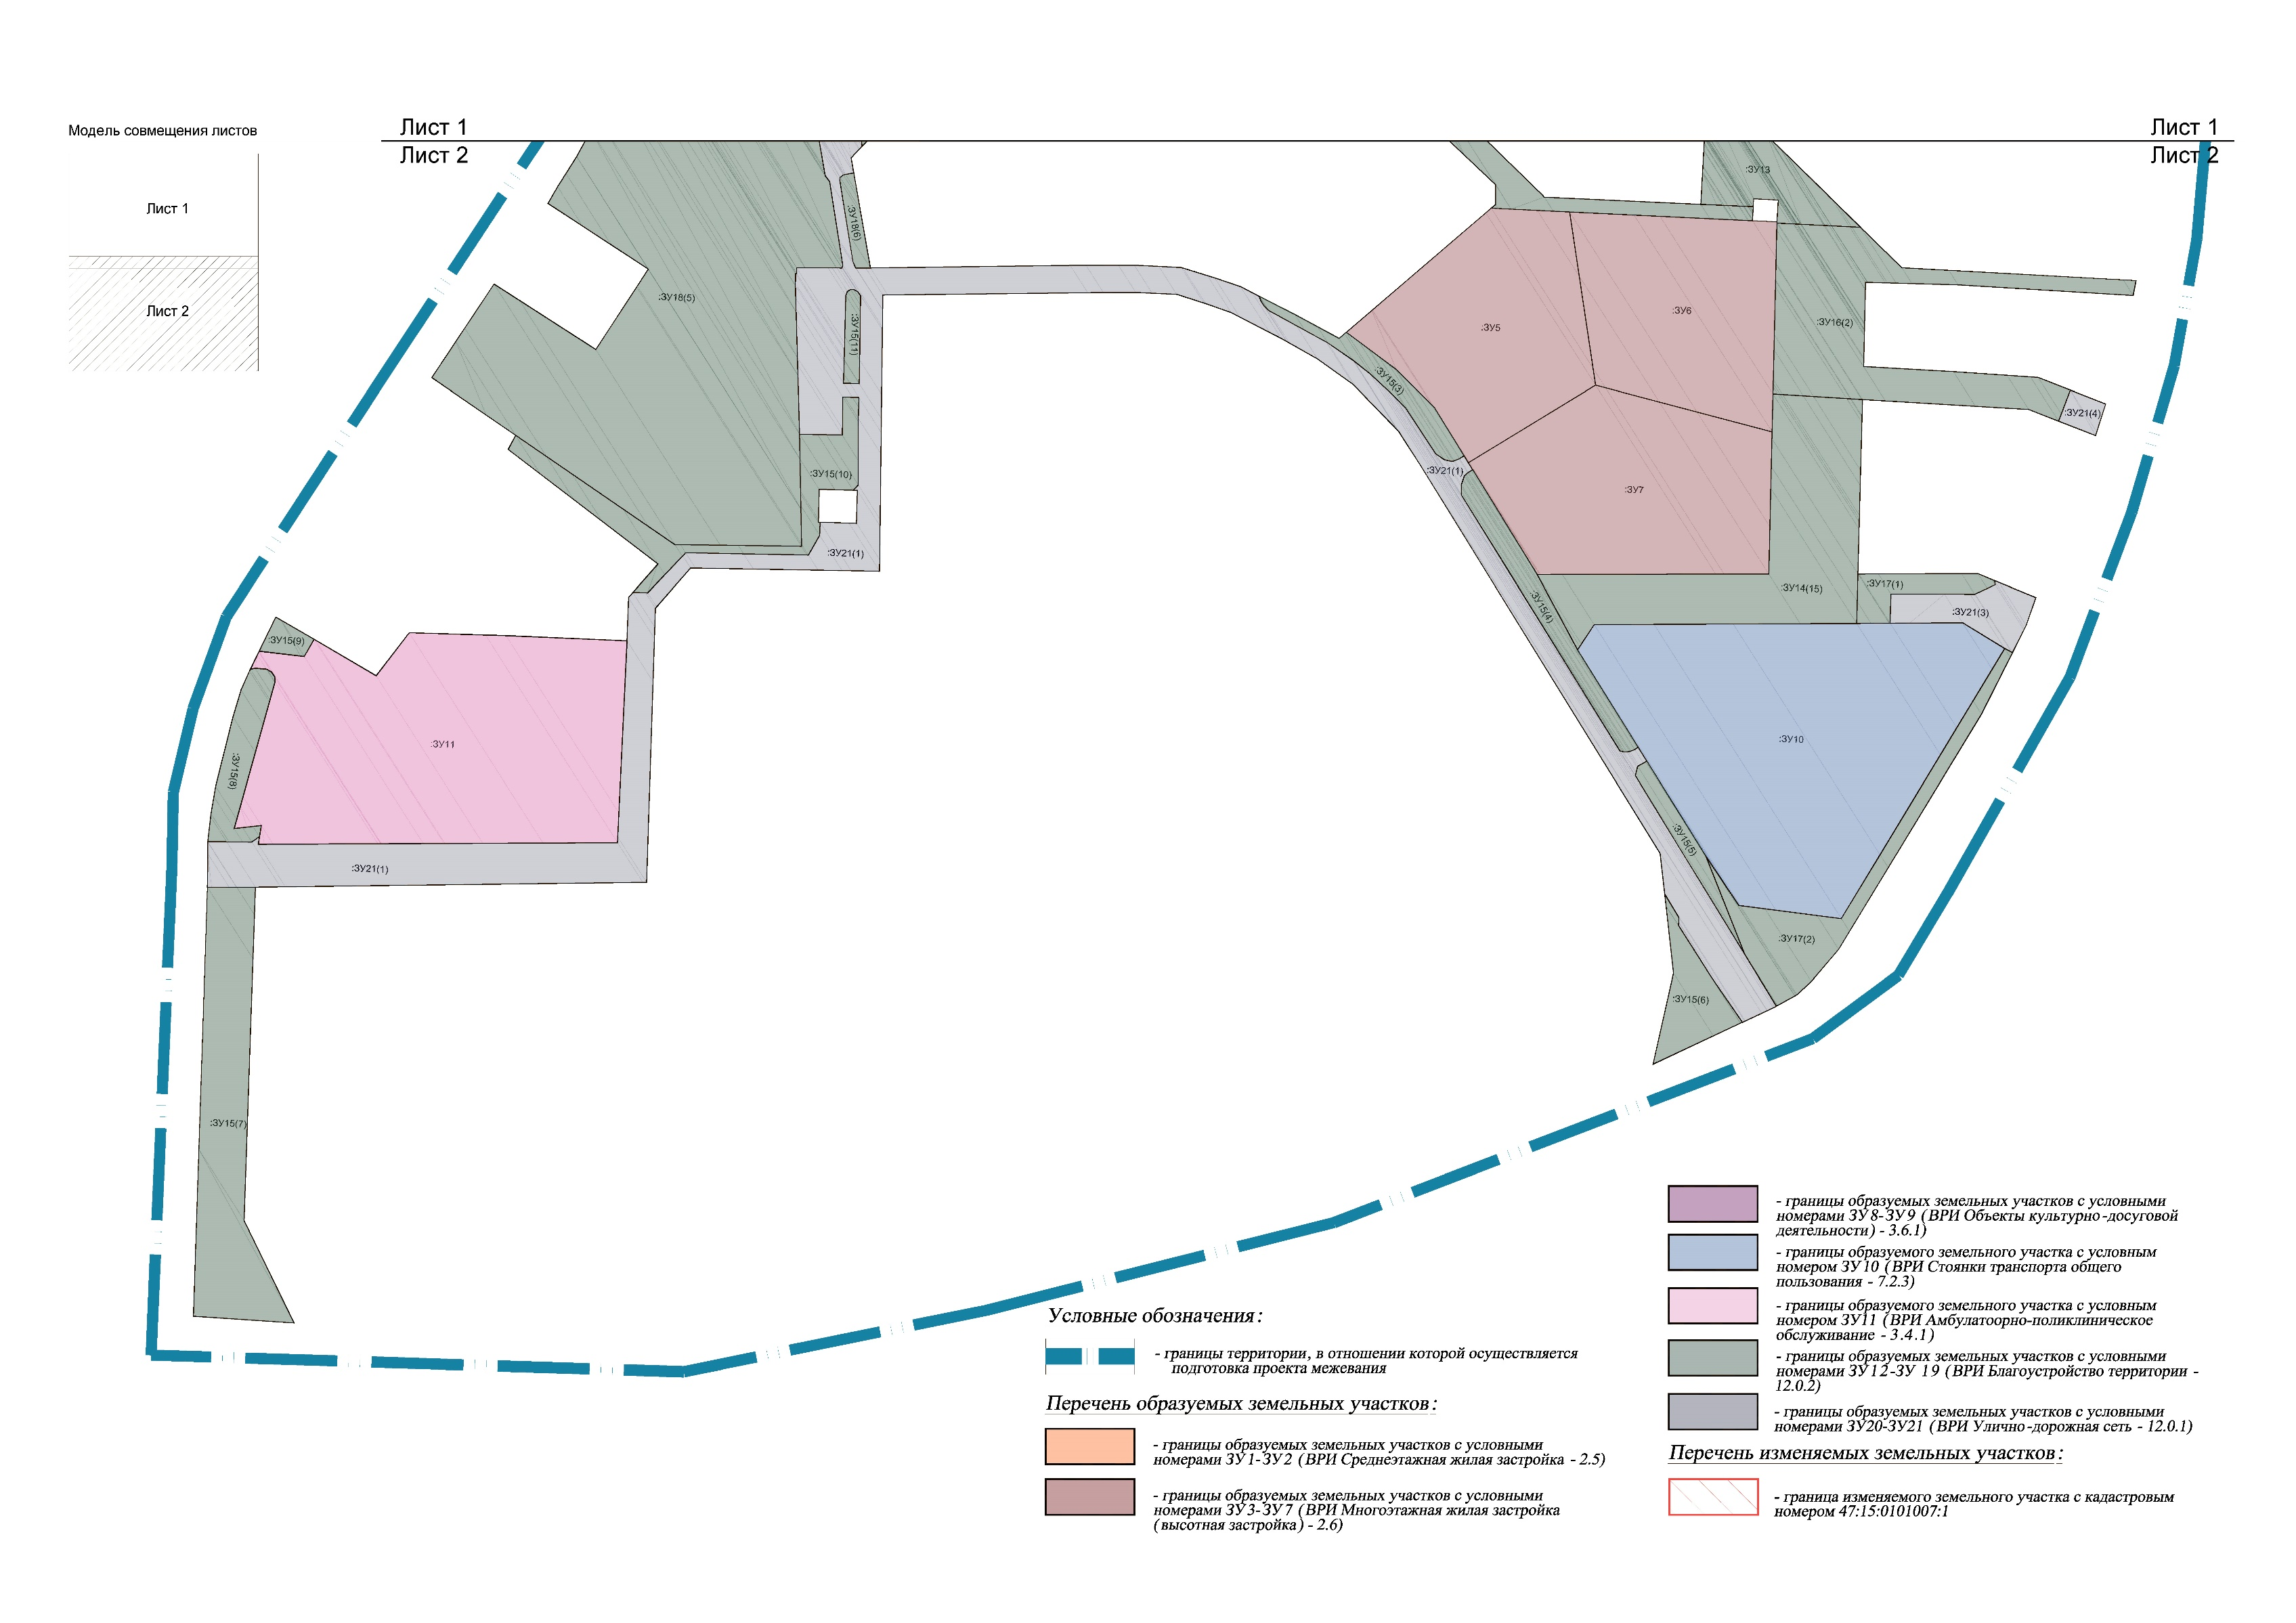 Модель совмещения листов
Лист 1
Лист 2
Лист 1
Лист 2
Лист 1
Лист 2
:ЗУ13
:ЗУ18(6)
:ЗУ18(5)
:ЗУ15(11)
:ЗУ5
:ЗУ6
:ЗУ16(2)
:ЗУ15(3)
:ЗУ21(4)
:ЗУ15(10)
:ЗУ21(1)
:ЗУ7
:ЗУ21(1)
:ЗУ14(15)
:ЗУ17(1)
:ЗУ15(4)
:ЗУ21(3)
:ЗУ15(9)
:ЗУ11
:ЗУ10
:ЗУ15(8)
:ЗУ15(5)
:ЗУ21(1)
:ЗУ17(2)
:ЗУ15(6)
:ЗУ15(7)
Условные обозначения:
- границы территории, в отношении которой осуществляется
подготовка проекта межевания
Перечень образуемых земельных участков:
- границы образуемых земельных участков с условными
номерами ЗУ1-ЗУ2 (ВРИ Среднеэтажная жилая застройка - 2.5)
- границы образуемых земельных участков с условными
номерами ЗУ3-ЗУ7 (ВРИ Многоэтажная жилая застройка
(высотная застройка) - 2.6)
- границы образуемых земельных участков с условными
номерами ЗУ8-ЗУ9 (ВРИ Объекты культурно-досуговой
деятельности) - 3.6.1)
- границы образуемого земельного участка с условным
номером ЗУ10 (ВРИ Стоянки транспорта общего
пользования - 7.2.3)
- границы образуемого земельного участка с условным
номером ЗУ11 (ВРИ Амбулатоорно-поликлиническое
обслуживание - 3.4.1)
- границы образуемых земельных участков с условными
номерами ЗУ12-ЗУ 19 (ВРИ Благоустройство территории -
12.0.2)
- границы образуемых земельных участков с условными
номерами ЗУ20-ЗУ21 (ВРИ Улично-дорожная сеть - 12.0.1)
Перечень изменяемых земельных участков:
- граница изменяемого земельного участка с кадастровым
номером 47:15:0101007:1